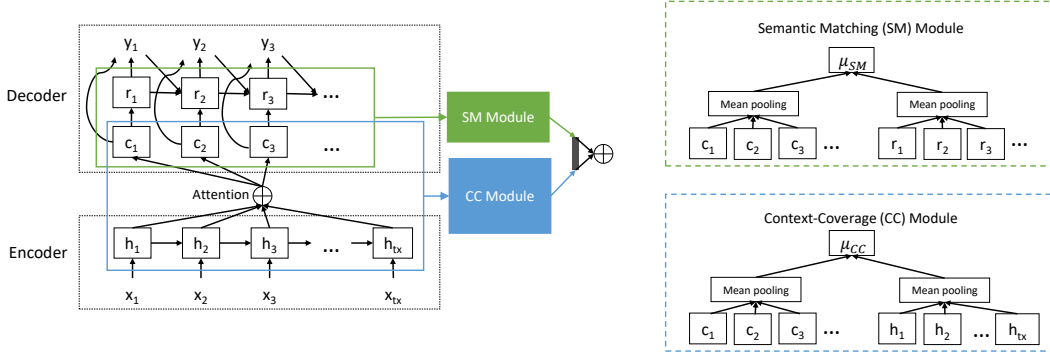 Decoder
y1 y2 y3
r1 r2 r3 ...
c1 c2 c3 ...
Attention
Encoder
h1 h2 h3 ... htx
x1 x2 x3 xtx
SM Module
CC Module
Semantic Matching (SM) Module
μSM
Mean pooling Mean pooling
c1 c2 c3 ... r1 r2 r3 ...
Context-Coverage (CC) Module
μCC
Mean pooling Mean pooling
c1 c2 c3 ... h1 h2 ... htx